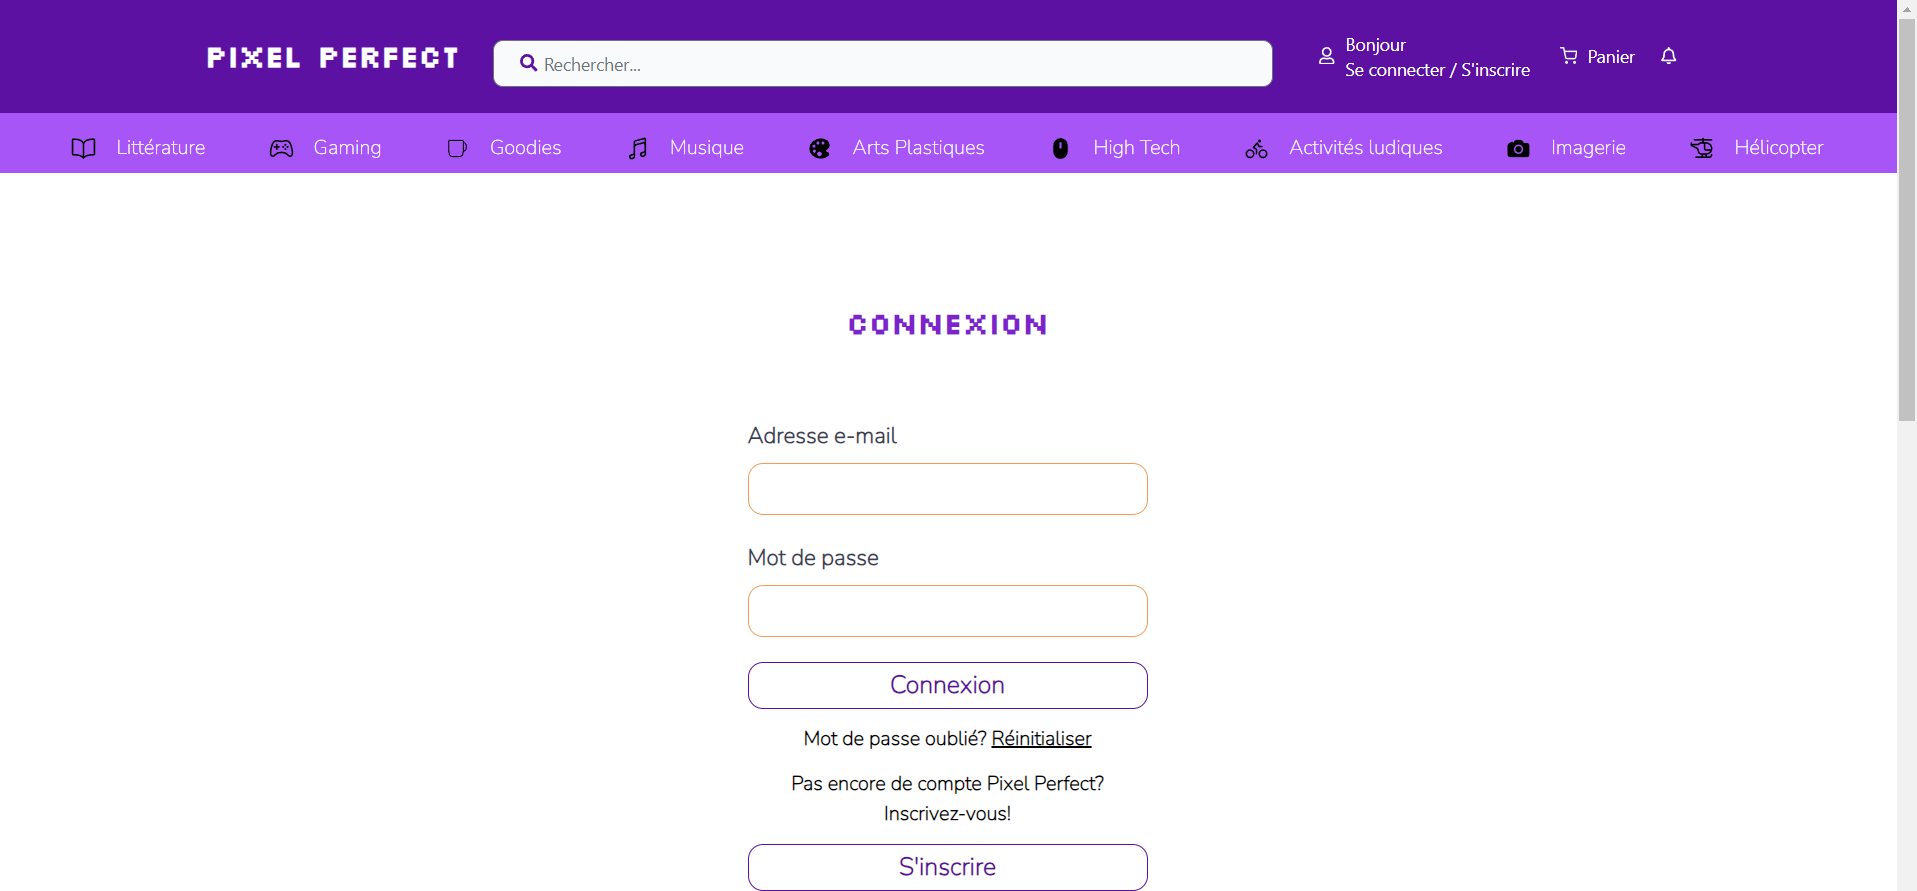 PIXEL PERFECT
Rechercher...
Bonjour
Se connecter / S'inscrire
Panier
Littérature
Gaming
Goodies
Musique
Arts Plastiques
High Tech
Activités ludiques
Imagerie
Hélicopter
CONNEXION
Adresse e-mail
Mot de passe
Connexion
Mot de passe oublié? Réinitialiser
Pas encore de compte Pixel Perfect?
Inscrivez-vous!
S'inscrire